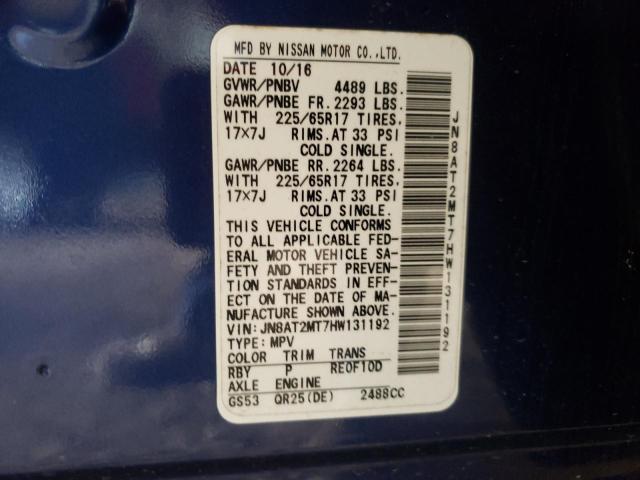 MFD BY NISSAN MOTOR CO.,LTD.
DATE 10/16
GVWR/PNBV 4489 LBS.
GAWR/PNBE FR. 2293 LBS.
WITH 225/65R17 TIRES.
17×7J RIMS.AT 33 PSI
COLD SINGLE.
GAWR/PNBE RR. 2264 LBS.
WITH 225/65R17 TIRES.
17×7J RIMS.AT 33 PSI
COLD SINGLE.
THIS VEHICLE CONFORMS
TO ALL APPLICABLE FED-
ERAL MOTOR VEHICLE SA-
FETY AND THEFT PREVEN-
TION STANDARDS IN EFF-
ECT ON THE DATE OF MA-
NUFACTURE SHOWN ABOVE.
VIN: JN8AT2MT7HW131192
TYPE: MPV
COLOR TRIM TRANS
RBY P RE0F10D
AXLE ENGINE
GS53 QR25(DE) 2488CC
JN8AT2MT7HW131192